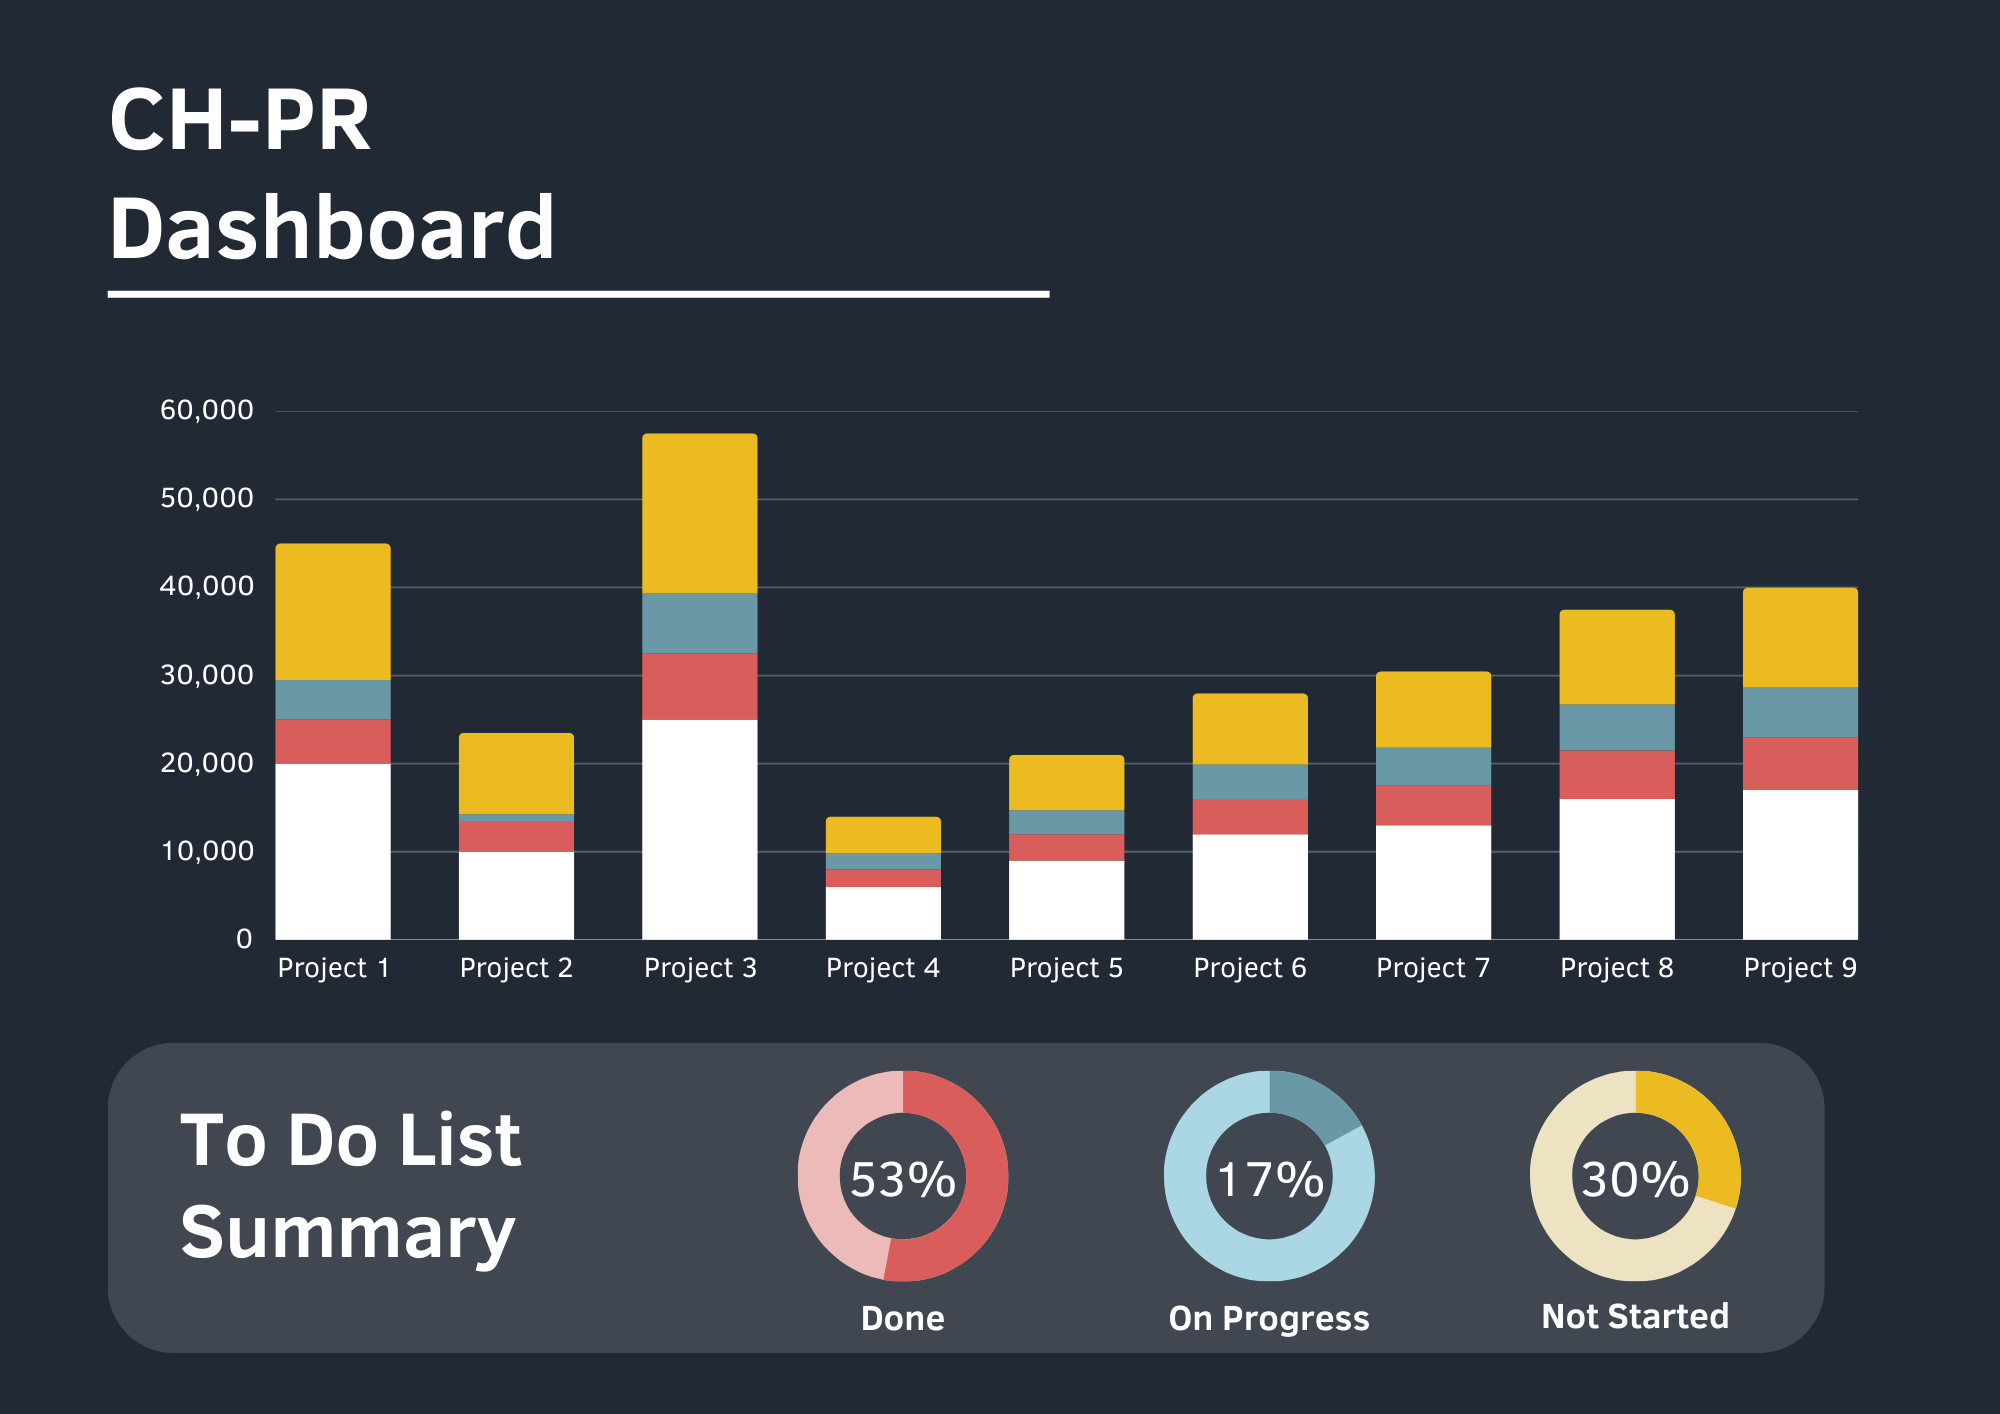 CH-PR
Dashboard
60,000
50,000
40,000
30,000
20,000
10,000
0
Project 1 Project 2 Project 3 Project 4 Project 5 Project 6 Project 7 Project 8 Project 9
To Do List
Summary
53% 17% 30%
Done On Progress Not Started